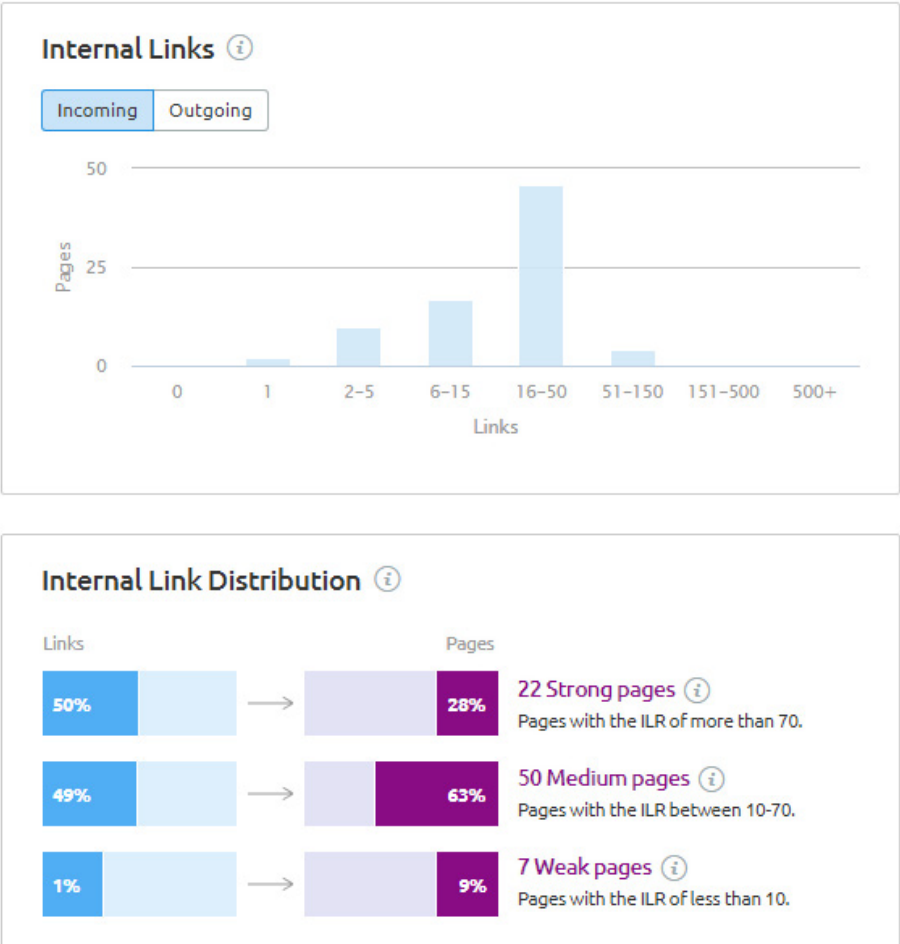 Internal Links
Incoming Outgoing
50
25
0
Pages
0 1 2–5 6–15 16–50 51–150 151–500 500+
Links
Internal Link Distribution
Links Pages
50% 28% 22 Strong pages
Pages with the ILR of more than 70.
49% 63% 50 Medium pages
Pages with the ILR between 10-70.
1% 9% 7 Weak pages
Pages with the ILR of less than 10.